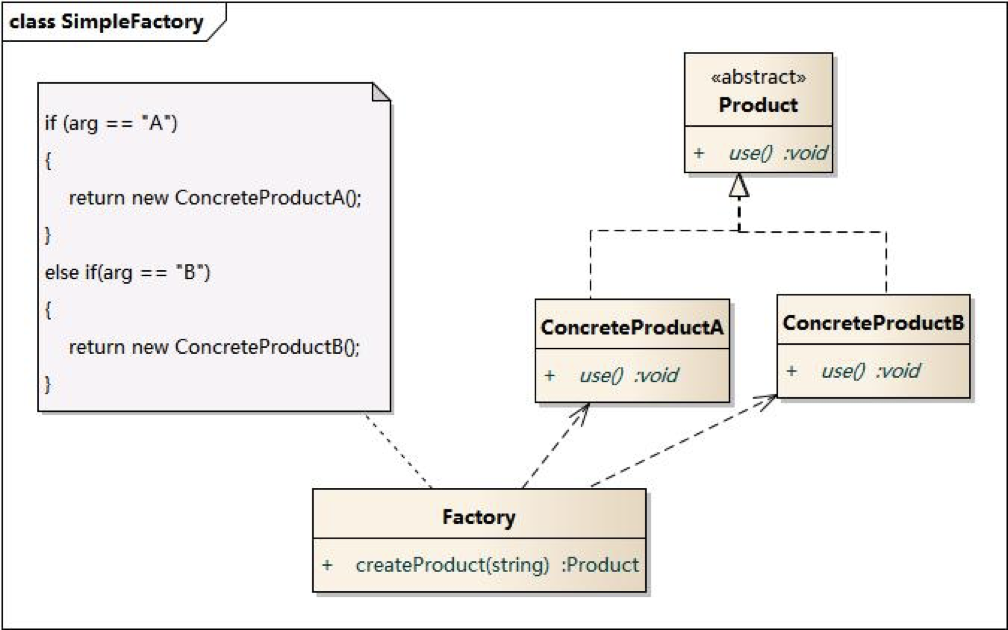 class SimpleFactory
if (arg == "A")
{
return new ConcreteProductA();
}
else if(arg == "B")
{
return new ConcreteProductB();
}
«abstract»
Product
+ use() :void
ConcreteProductA
+ use() :void
ConcreteProductB
+ use() :void
Factory
+ createProduct(string) :Product